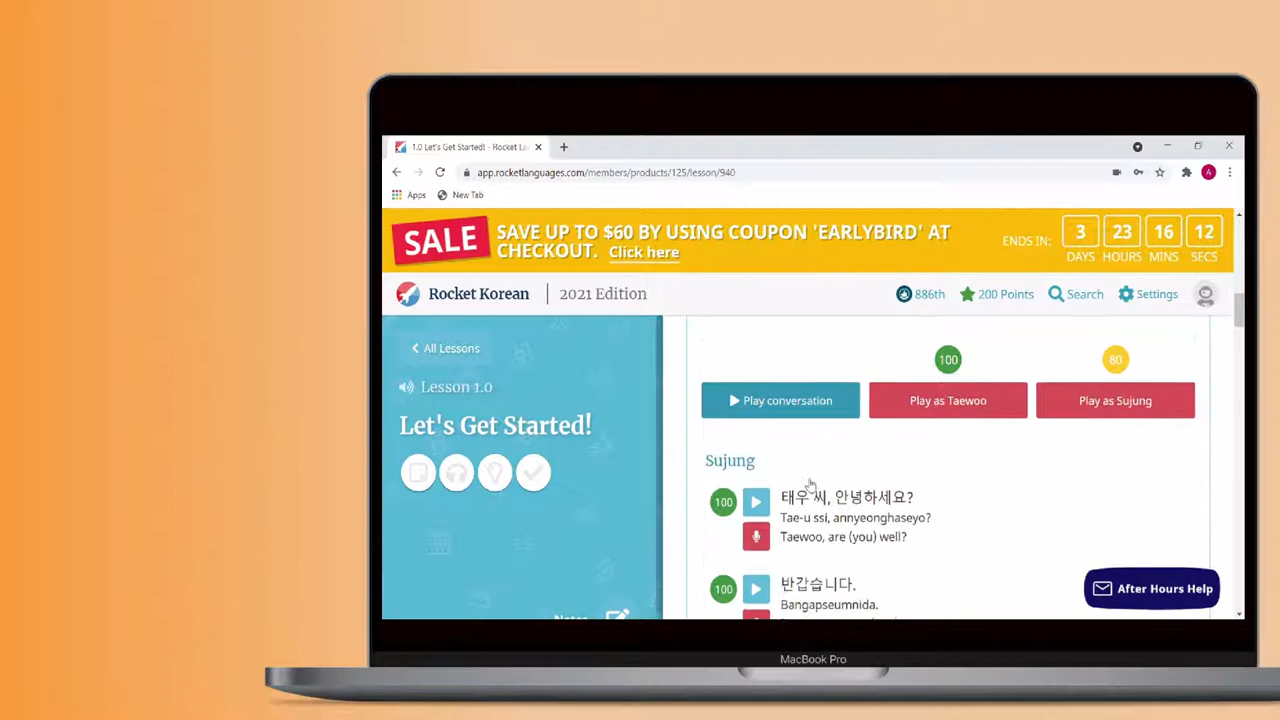 1.0 Let's Get Started! - Rocket La
app.rocketlanguages.com/members/products/125/lesson/940
A
Apps
New Tab
SALE
SAVE UP TO $60 BY USING COUPON 'EARLYBIRD' AT
CHECKOUT. Click here
ENDS IN:
3 23 16 12
DAYS HOURS MINS SECS
Rocket Korean
2021 Edition
886th
200 Points
Search
Settings
All Lessons
Lesson 1.0
Let's Get Started!
100
80
Play conversation
Play as Taewoo
Play as Sujung
Sujung
100
태우 씨, 안녕하세요?
Tae-u ssi, annyeonghaseyo?
Taewoo, are (you) well?
100
반갑습니다.
Bangapseumnida.
After Hours Help
MacBook Pro